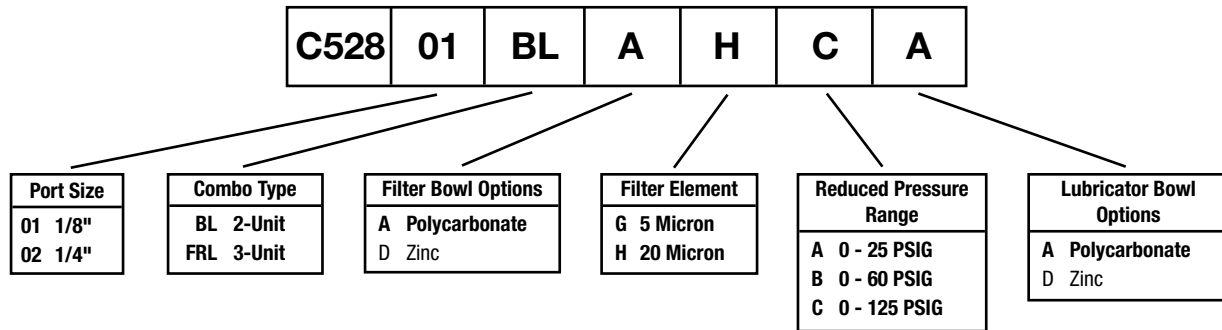 C528 01 BL A H C A
Port Size
01 1/8"
02 1/4"
Combo Type
BL 2-Unit
FRL 3-Unit
Filter Bowl Options
A Polycarbonate
D Zinc
Filter Element
G 5 Micron
H 20 Micron
Reduced Pressure
Range
A 0 - 25 PSIG
B 0 - 60 PSIG
C 0 - 125 PSIG
Lubricator Bowl
Options
A Polycarbonate
D Zinc